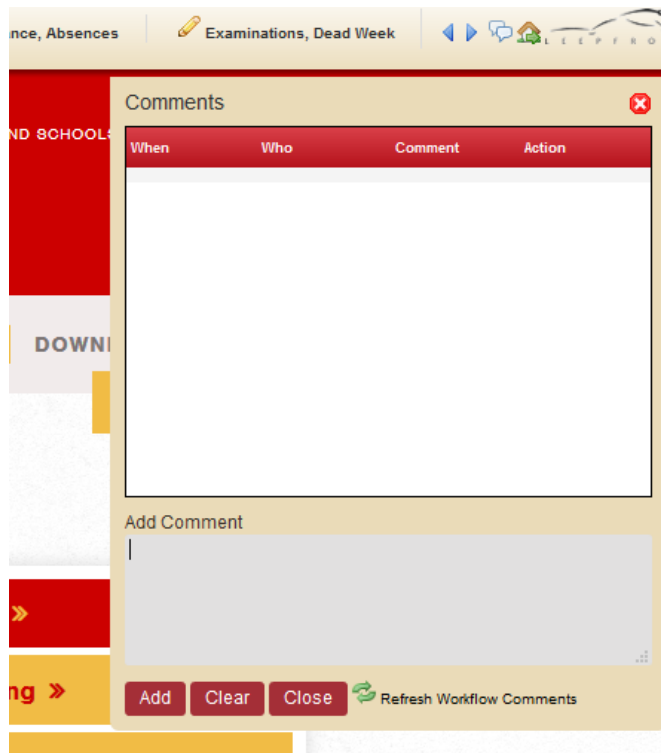 nce, Absences
Examinations, Dead Week
L E E P F R O
Comments
ND SCHOOLS
When Who Comment Action
DOWNL
Add Comment
»
ng »
Add Clear Close Refresh Workflow Comments